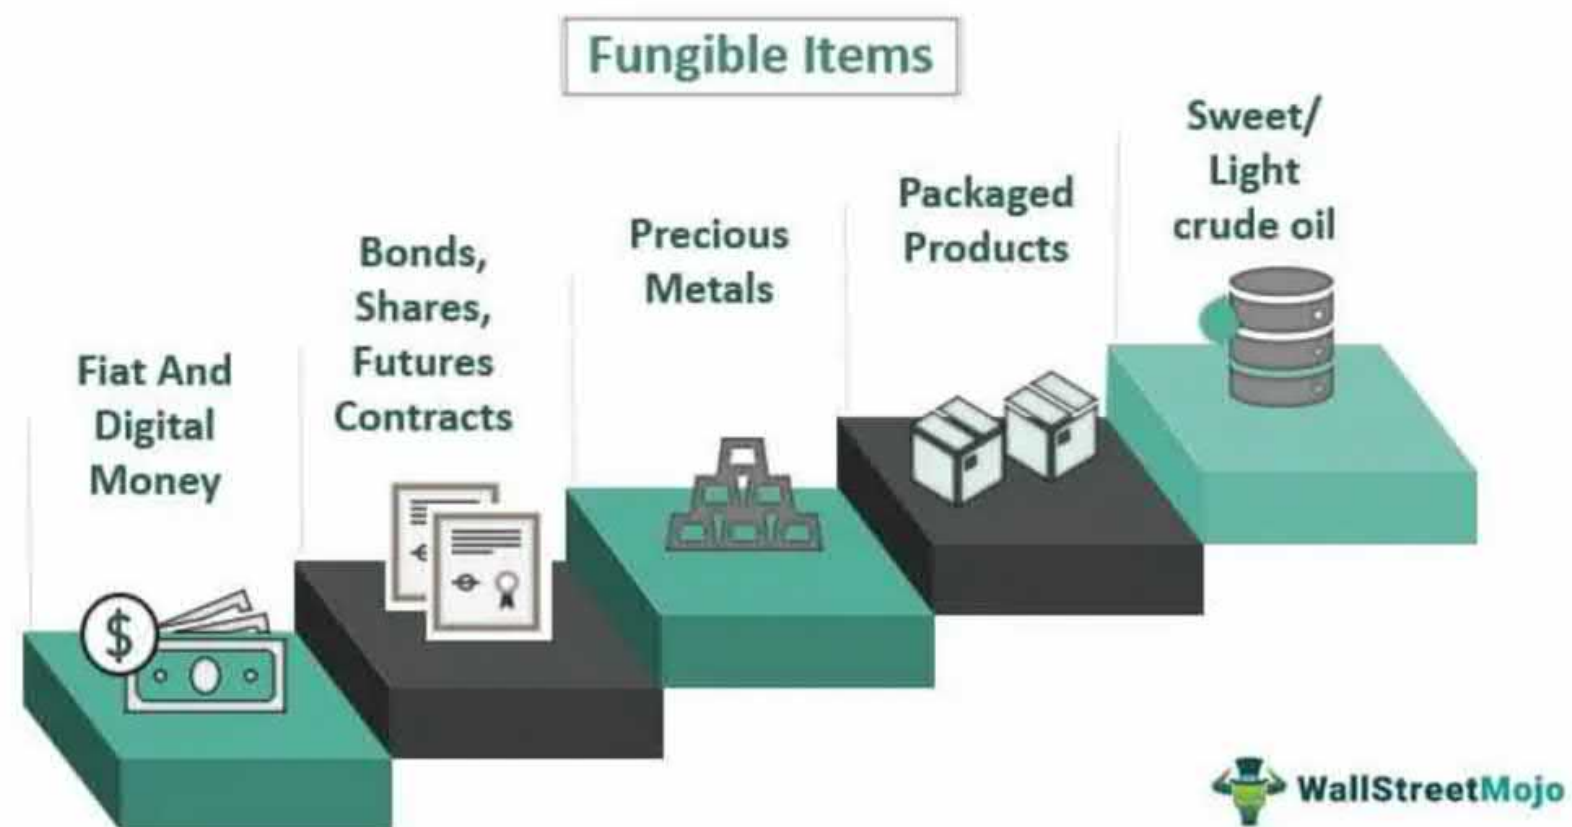 Fungible Items
Fiat And
Digital
Money
Bonds,
Shares,
Futures
Contracts
Precious
Metals
Packaged
Products
Sweet/
Light
crude oil
$
WallStreetMojo